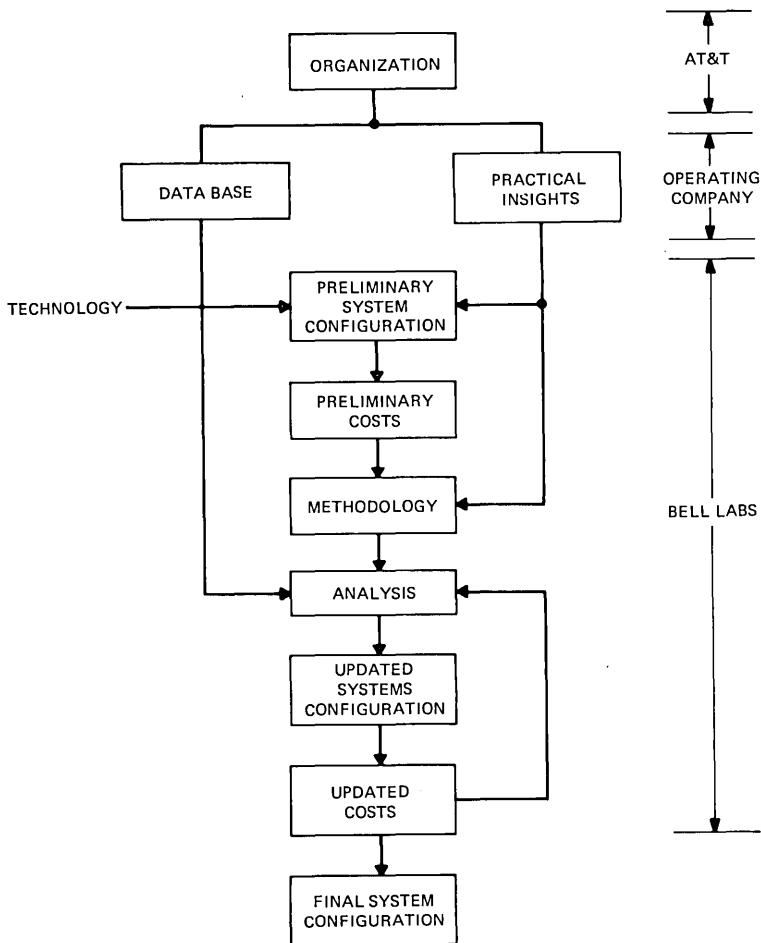 ORGANIZATION
AT&T
DATA BASE
PRACTICAL
INSIGHTS
OPERATING
COMPANY
TECHNOLOGY
PRELIMINARY
SYSTEM
CONFIGURATION
PRELIMINARY
COSTS
METHODOLOGY
BELL LABS
ANALYSIS
UPDATED
SYSTEMS
CONFIGURATION
UPDATED
COSTS
FINAL SYSTEM
CONFIGURATION